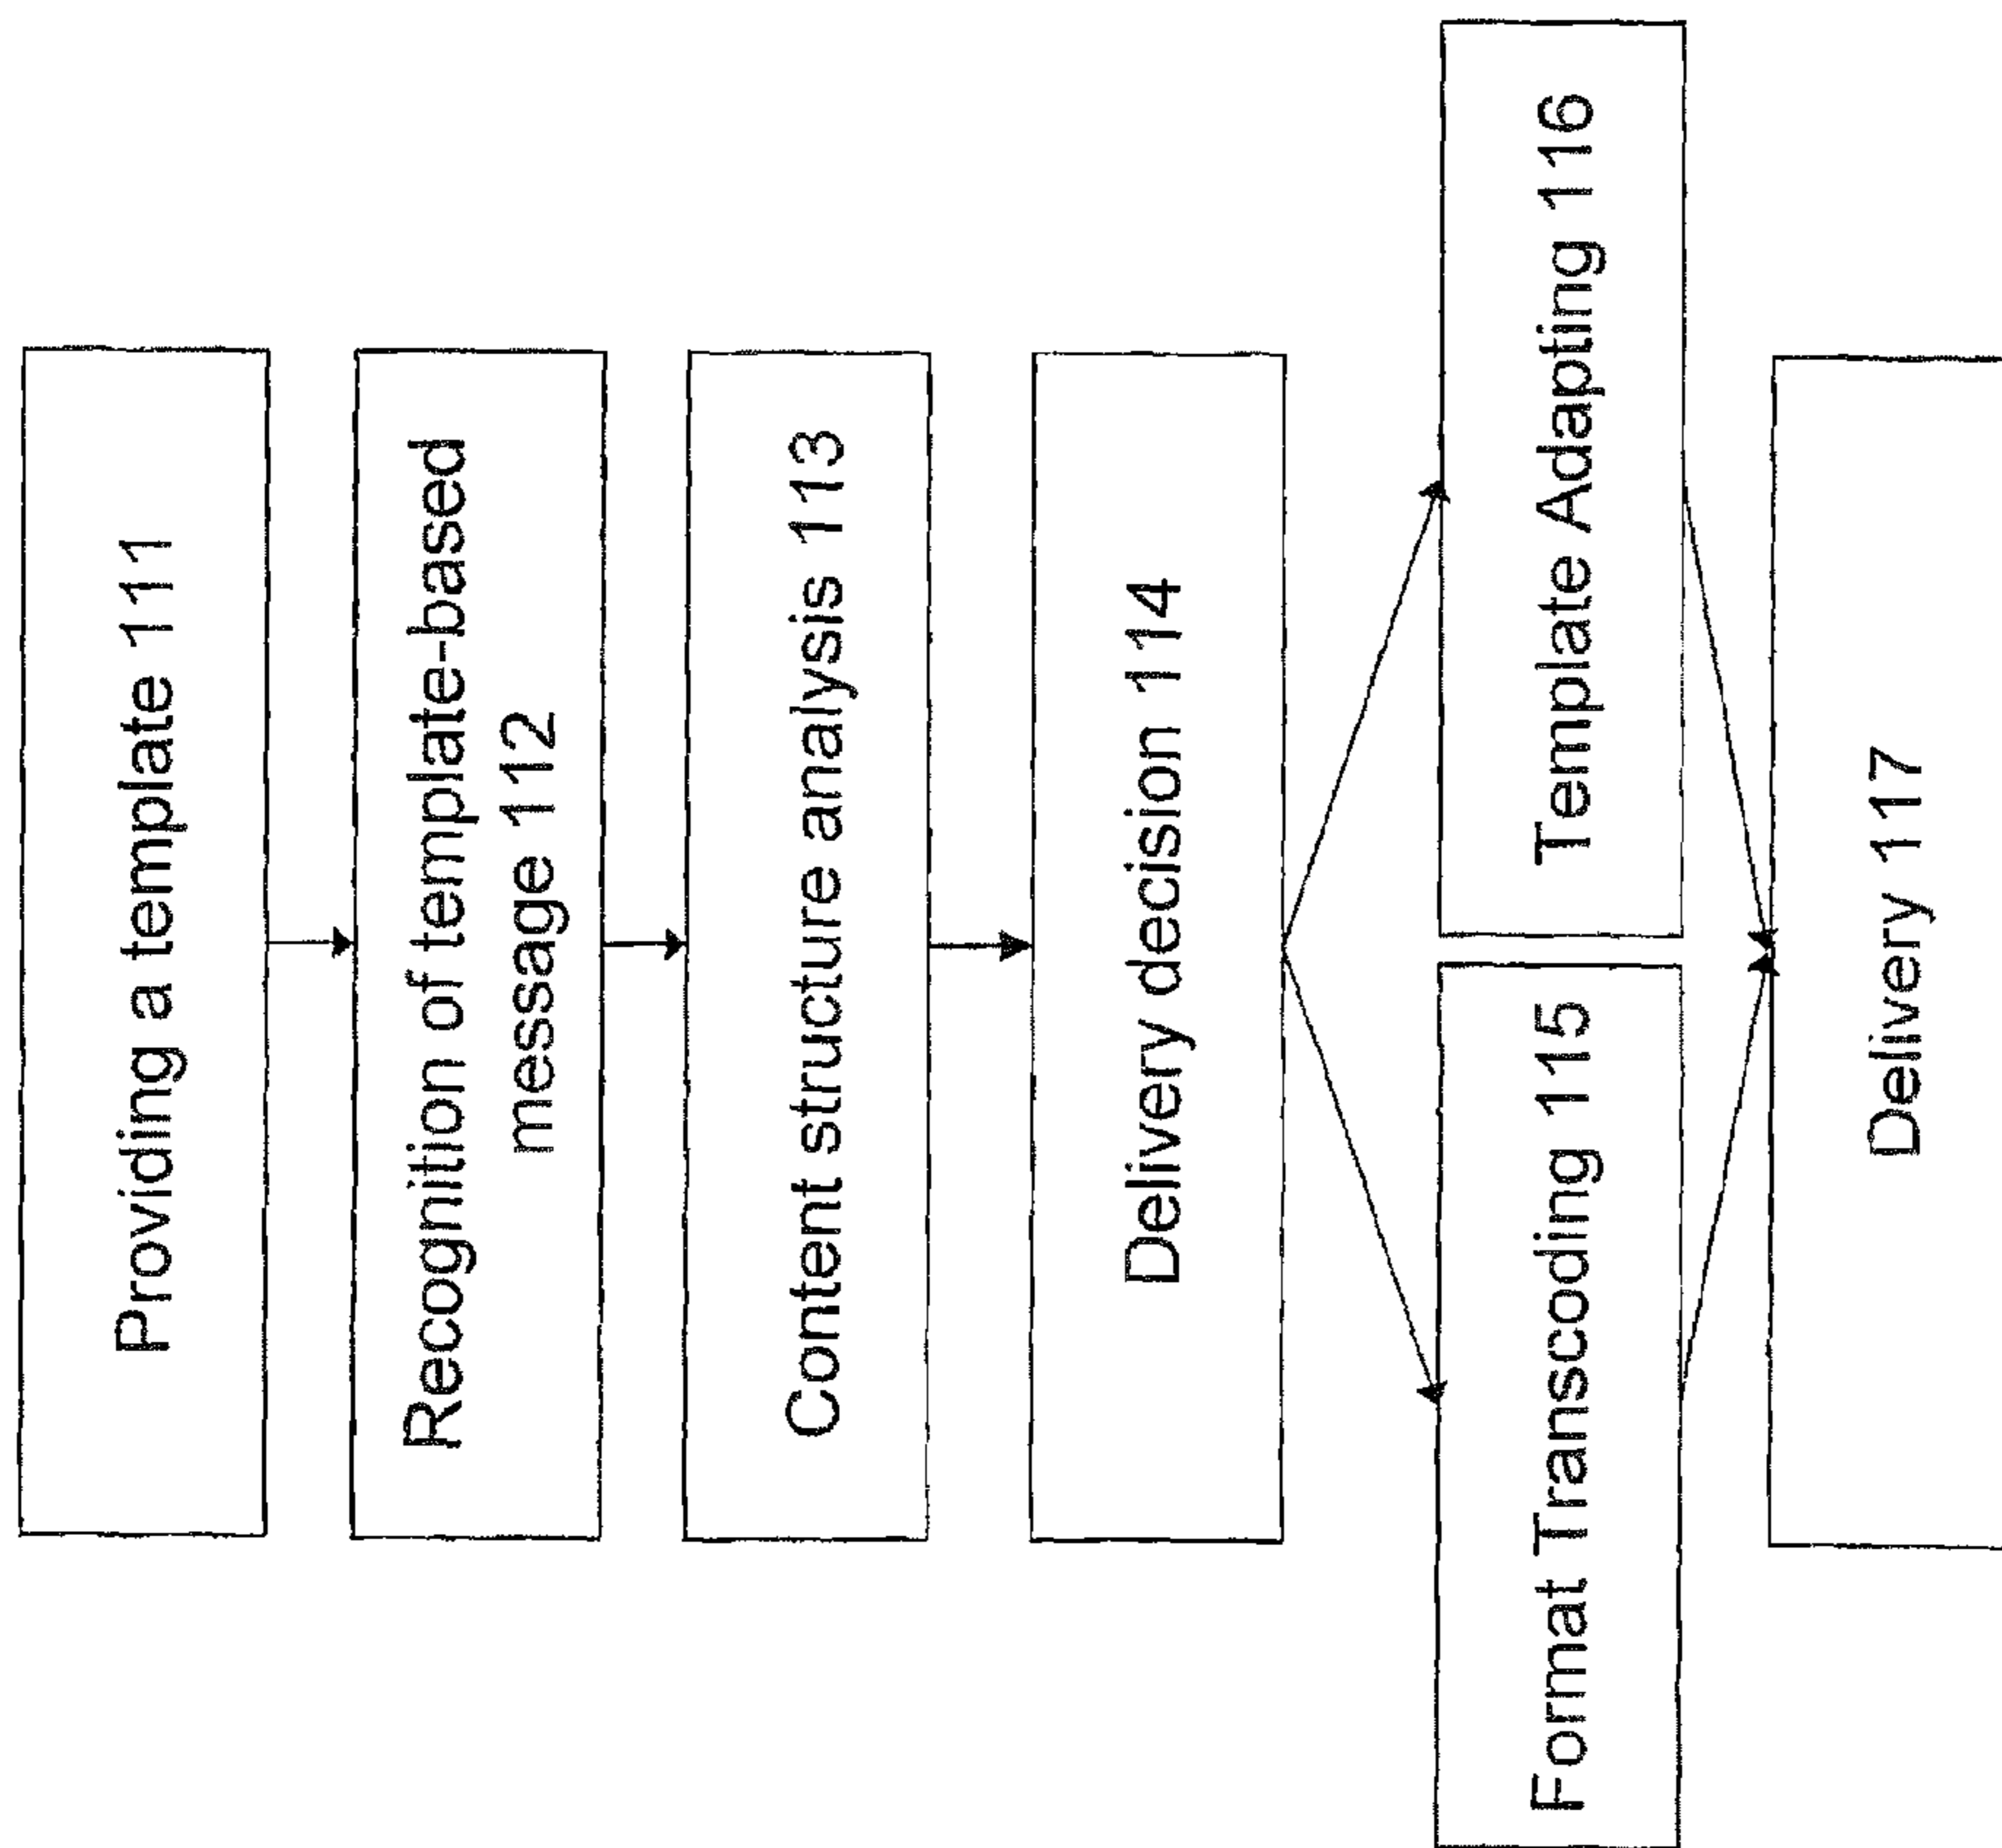 Providing a template 111
Recognition of template-based
message 112
Content structure analysis 113
Delivery decision 114
Format Transcoding 115
Template Adapting 116
Delivery 117